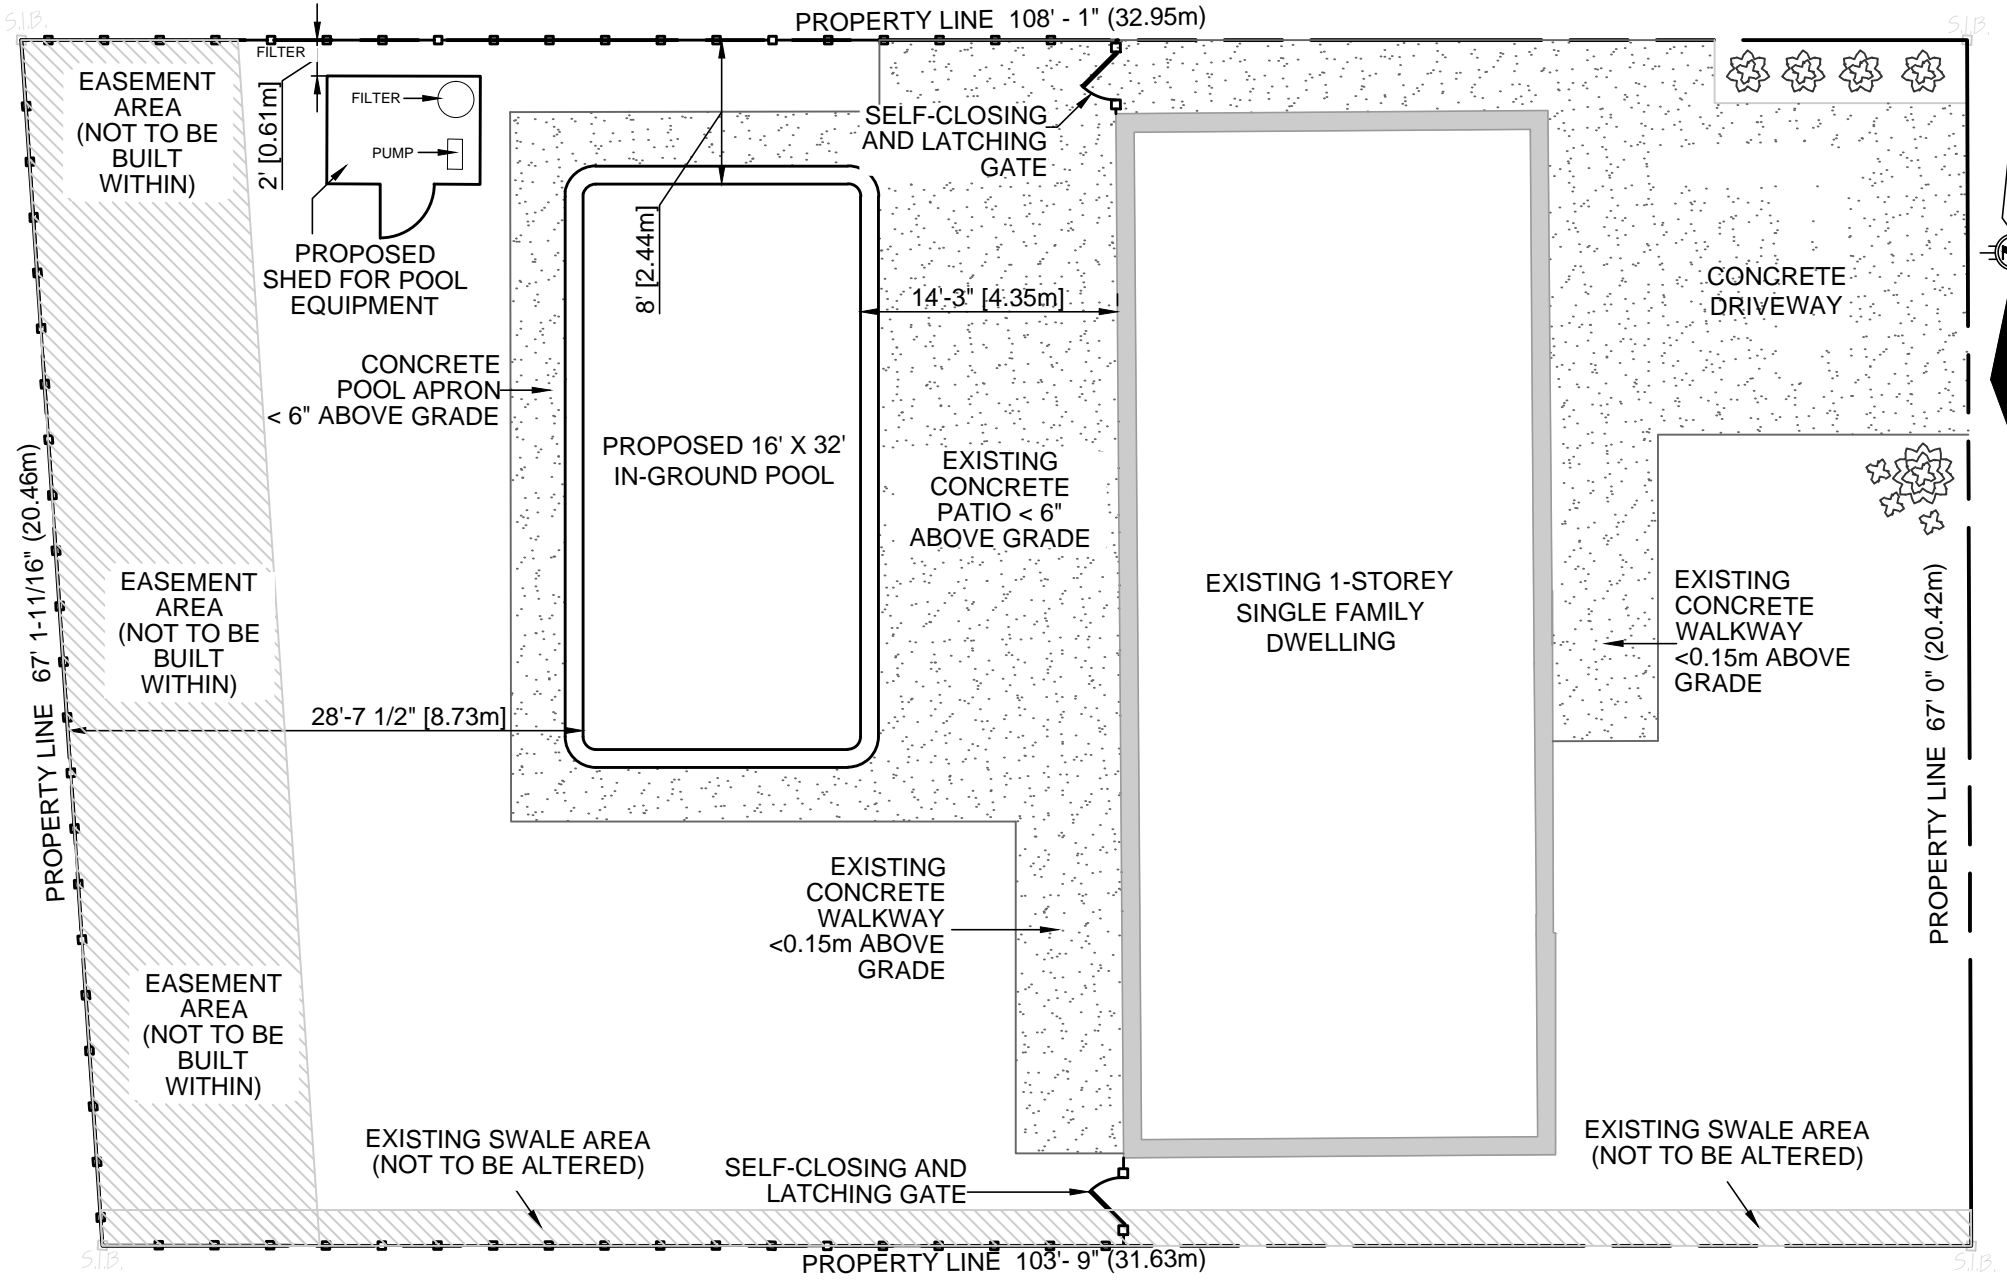 S.I.B.
PROPERTY LINE 108' - 1" (32.95m)
S.I.B.
FILTER
EASEMENT
AREA
(NOT TO BE
BUILT
WITHIN)
2' [0.61m]
FILTER
PUMP
PROPOSED
SHED FOR POOL
EQUIPMENT
8' [2.44m]
SELF-CLOSING
AND LATCHING
GATE
14'-3" [4.35m]
CONCRETE
DRIVEWAY
CONCRETE
POOL APRON
< 6" ABOVE GRADE
PROPOSED 16' X 32'
IN-GROUND POOL
EXISTING
CONCRETE
PATIO < 6"
ABOVE GRADE
PROPERTY LINE 67' 1-11/16" (20.46m)
EASEMENT
AREA
(NOT TO BE
BUILT
WITHIN)
EXISTING 1-STOREY
SINGLE FAMILY
DWELLING
EXISTING
CONCRETE
WALKWAY
<0.15m ABOVE
GRADE
PROPERTY LINE 67' 0" (20.42m)
28'-7 1/2" [8.73m]
EXISTING
CONCRETE
WALKWAY
<0.15m ABOVE
GRADE
EASEMENT
AREA
(NOT TO BE
BUILT
WITHIN)
EXISTING SWALE AREA
(NOT TO BE ALTERED)
SELF-CLOSING AND
LATCHING GATE
EXISTING SWALE AREA
(NOT TO BE ALTERED)
S.I.B.
PROPERTY LINE 103'- 9" (31.63m)
S.I.B.